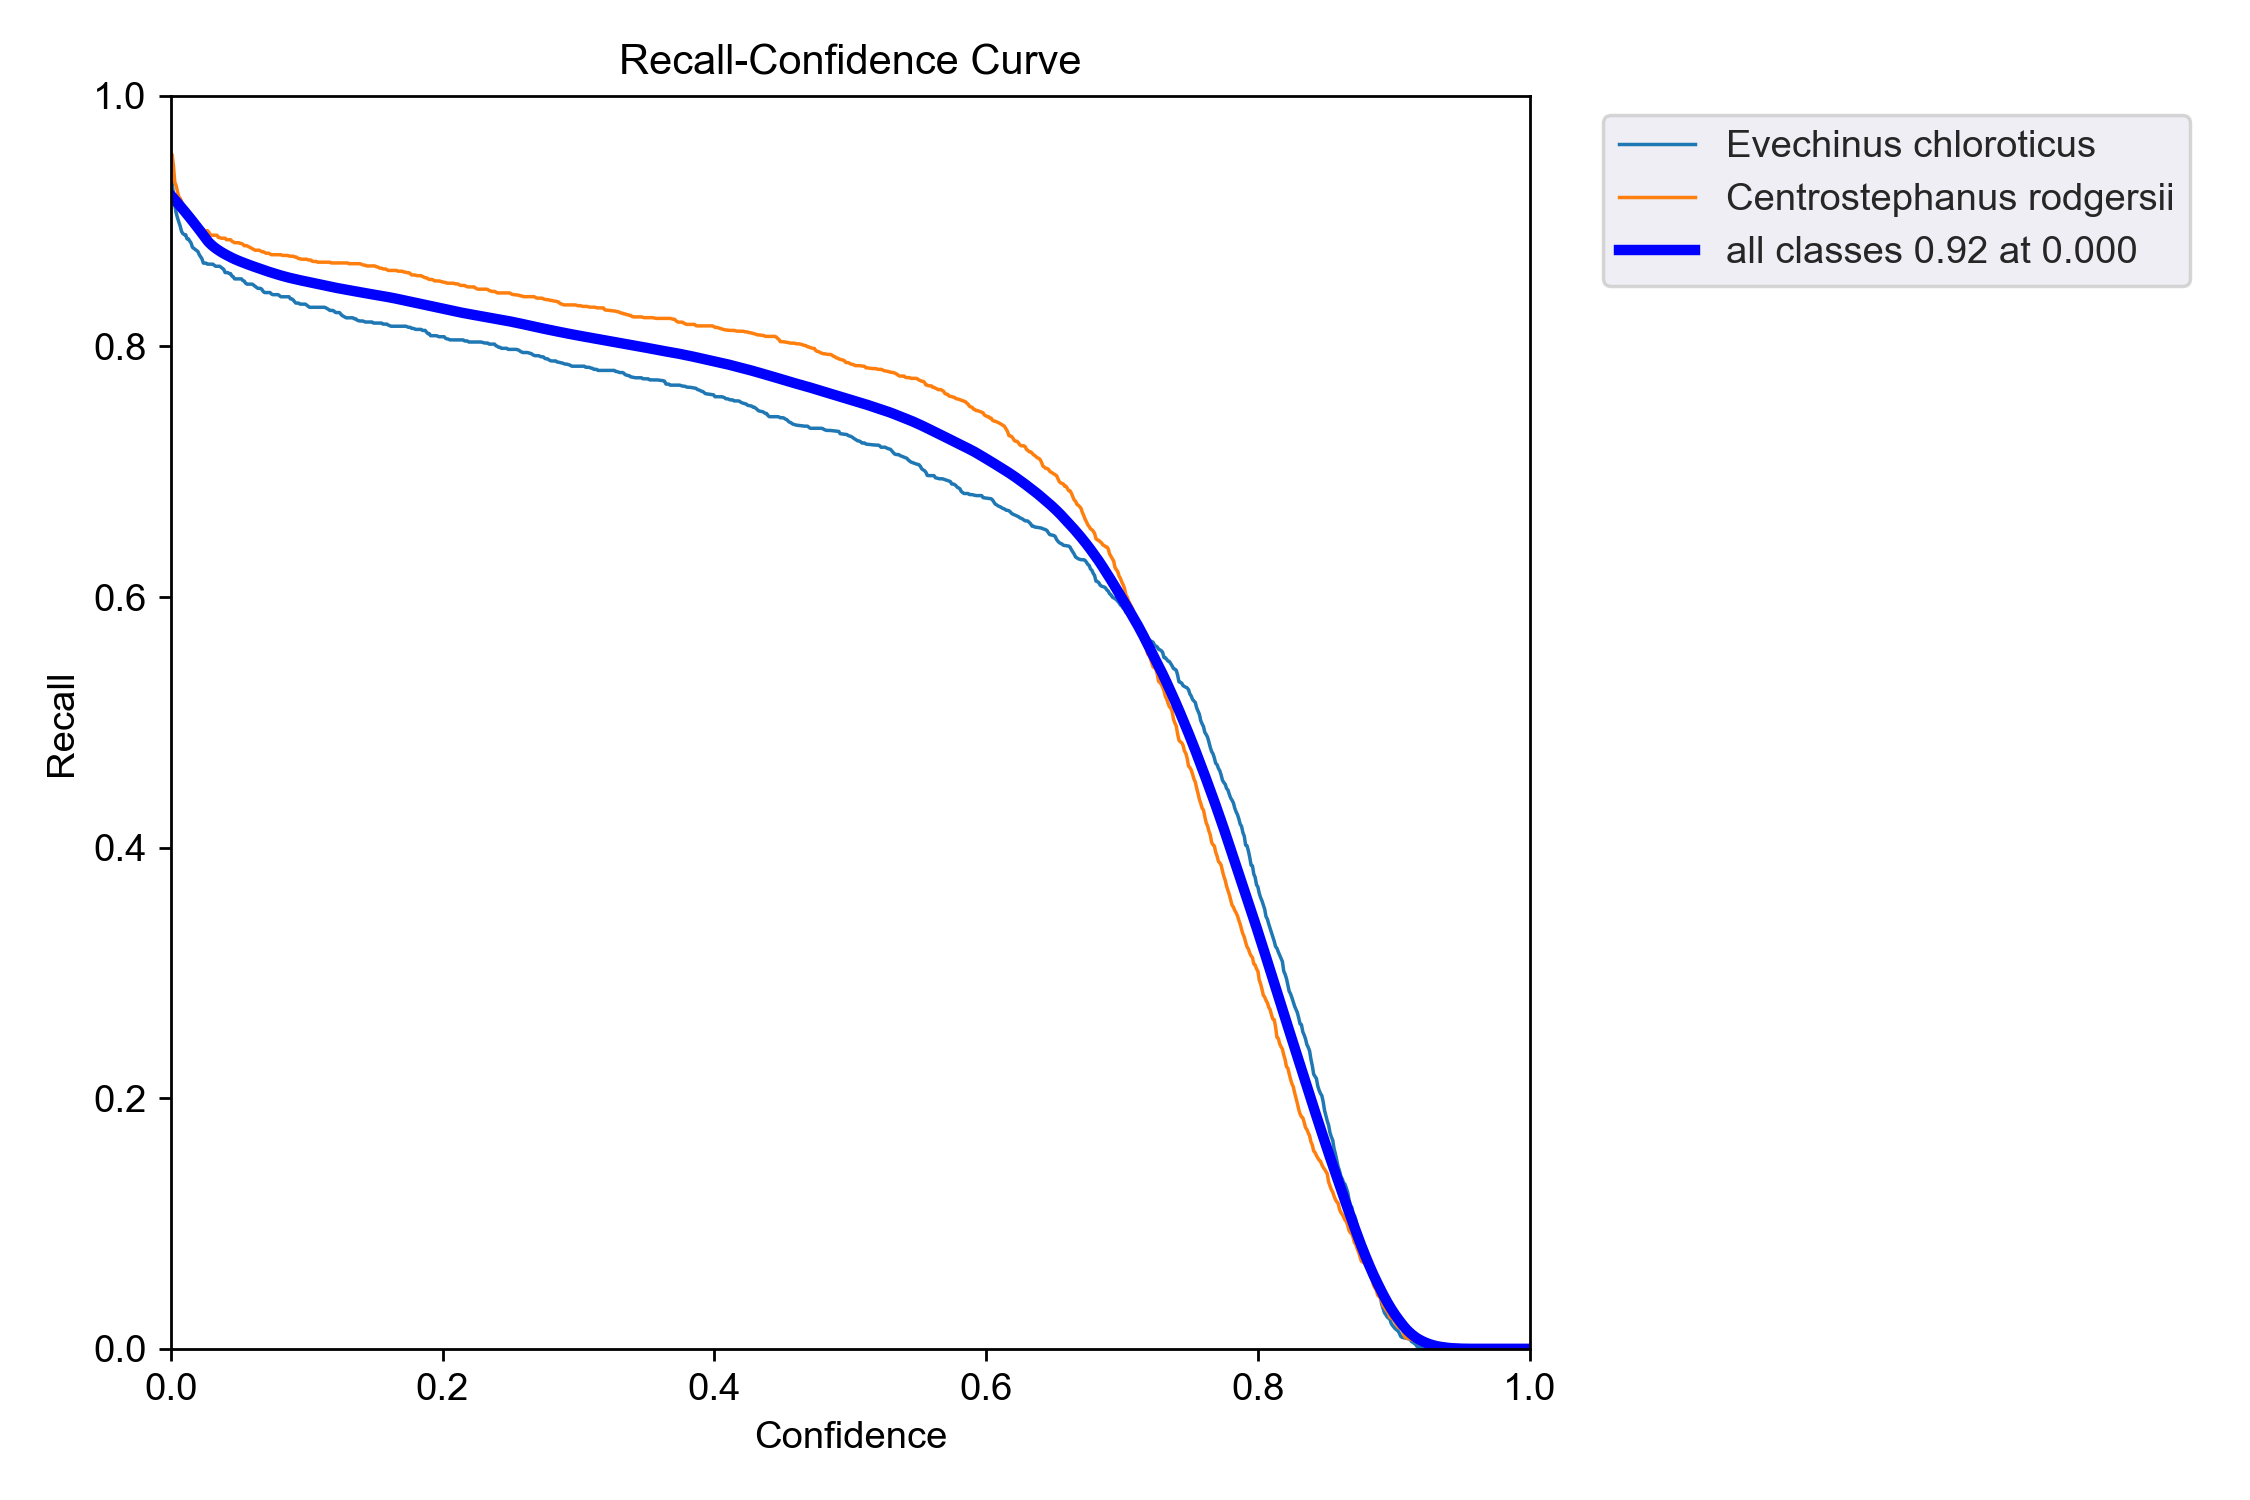 Recall-Confidence Curve
Evechinus chloroticus
Centrostephanus rodgersii
all classes 0.92 at 0.000
1.0
0.8
0.6
0.4
0.2
0.0
Recall
0.0 0.2 0.4 0.6 0.8 1.0
Confidence